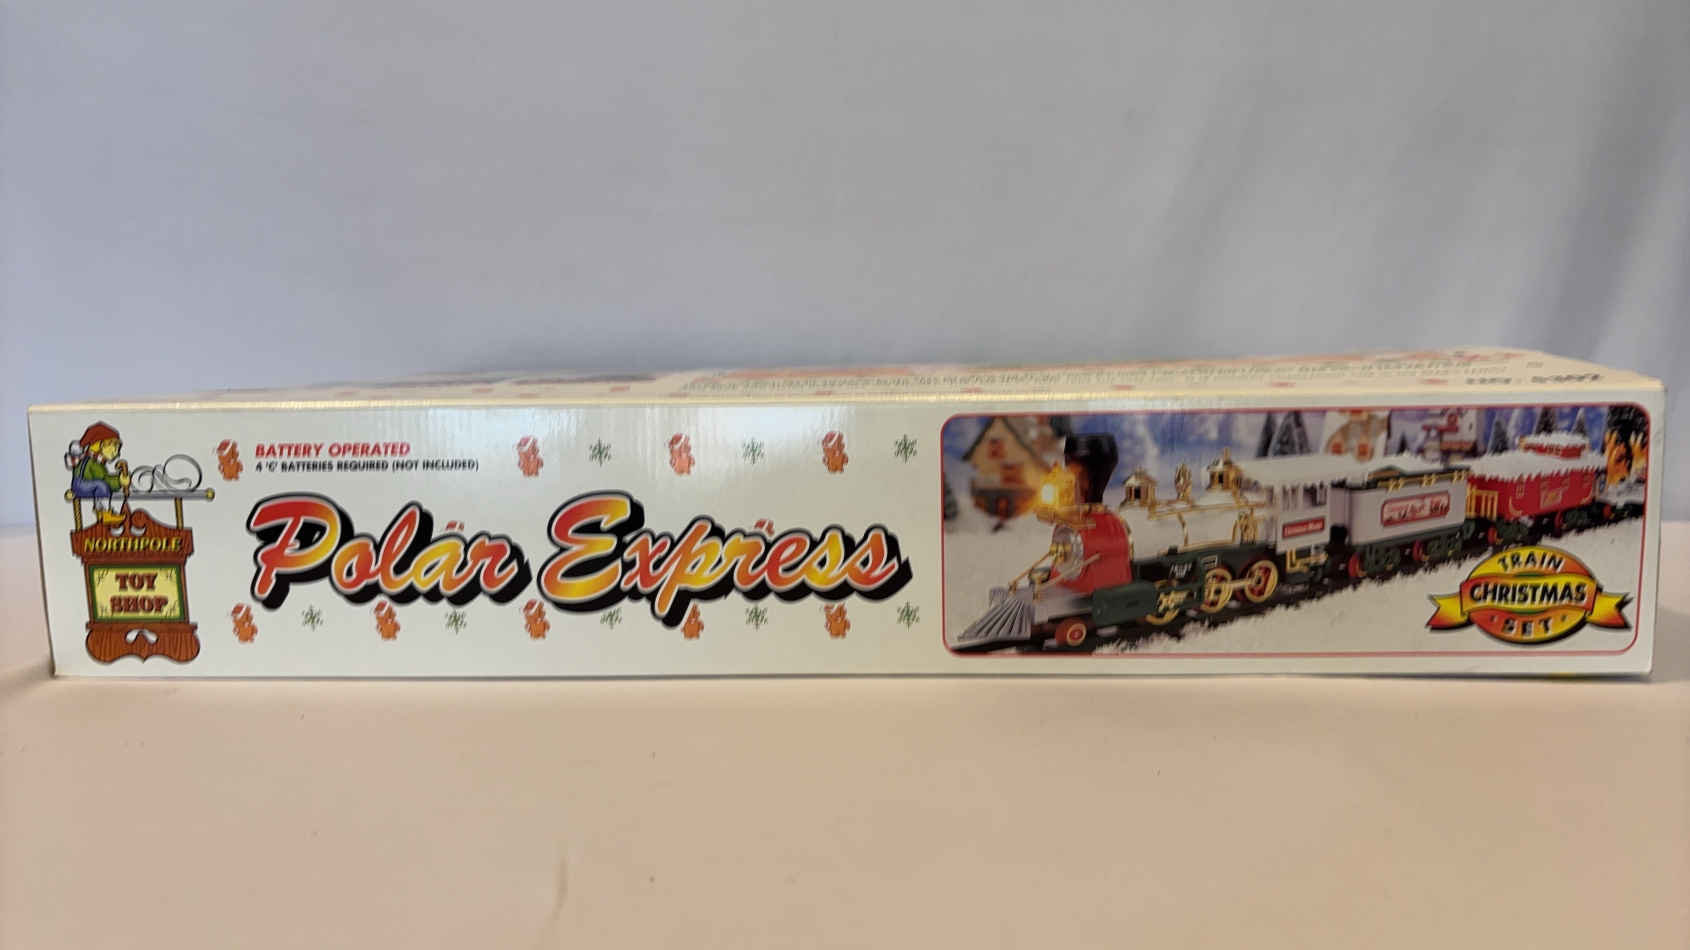 NORTHPOLE
TOY
SHOP
BATTERY OPERATED
4 'C' BATTERIES REQUIRED (NOT INCLUDED)
Polar Express
TRAIN
CHRISTMAS
SET